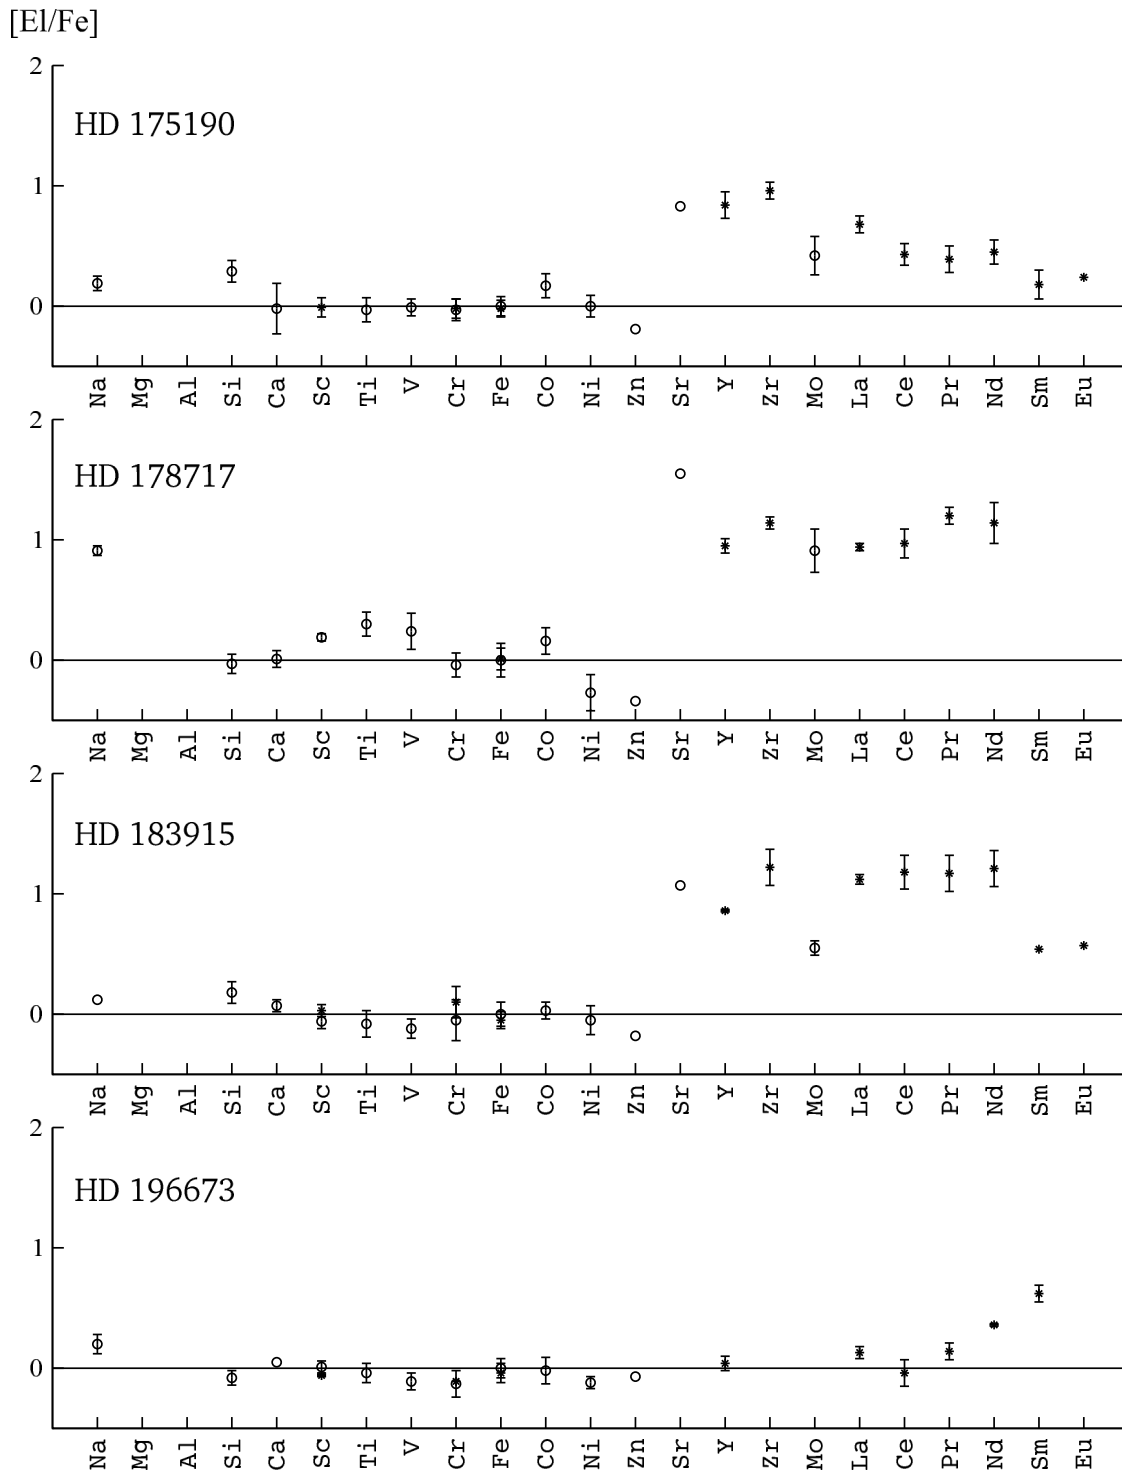 [El/Fe]
2
HD 175190
1
0
Na Mg Al Si Ca Sc Ti V Cr Fe Co Ni Zn Sr Y Zr Mo La Ce Pr Nd Sm Eu
2
HD 178717
1
0
Na Mg Al Si Ca Sc Ti V Cr Fe Co Ni Zn Sr Y Zr Mo La Ce Pr Nd Sm Eu
2
HD 183915
1
0
Na Mg Al Si Ca Sc Ti V Cr Fe Co Ni Zn Sr Y Zr Mo La Ce Pr Nd Sm Eu
2
HD 196673
1
0
Na Mg Al Si Ca Sc Ti V Cr Fe Co Ni Zn Sr Y Zr Mo La Ce Pr Nd Sm Eu